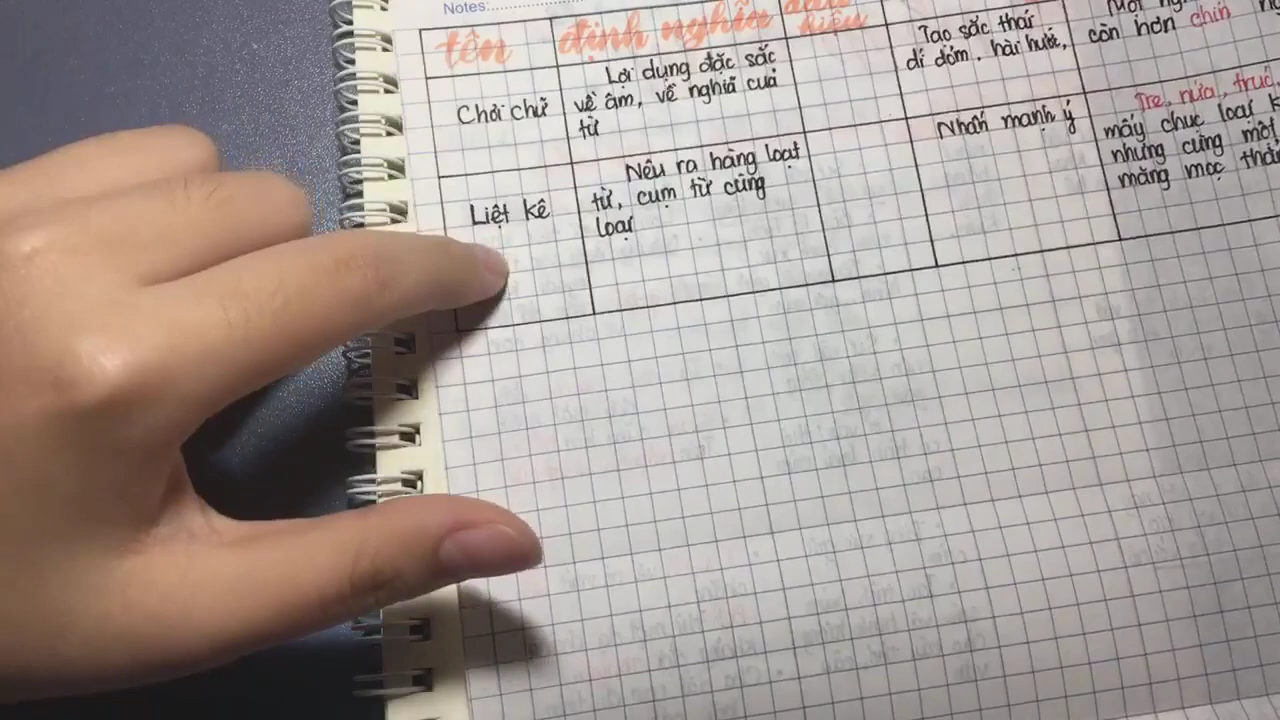 Notes:
tên
định nghĩa
dấu
hiệu
Chơi chữ
Lợi dụng đặc sắc
về âm, về nghĩa của
từ
Tạo sắc thái
dí dỏm, hài hước,
còn hơn chín
Liệt kê
Nêu ra hàng loạt
từ, cụm từ cùng
loại
Nhấn mạnh ý
Tre, nứa, trúc
mấy chục loại
nhưng cùng một
măng mọc